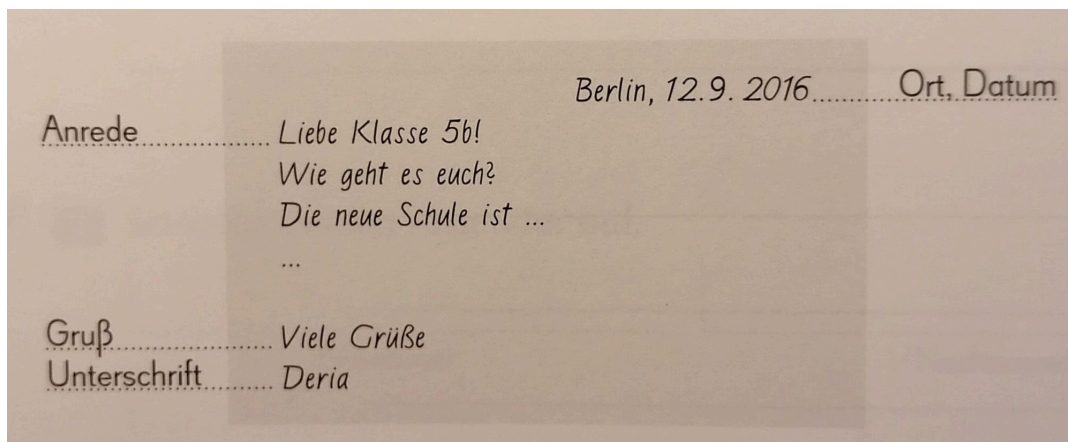 Berlin, 12.9.2016 Ort, Datum
Anrede Liebe Klasse 5b!
Wie geht es euch?
Die neue Schule ist ...
...
Gruß Viele Grüße
Unterschrift Deria